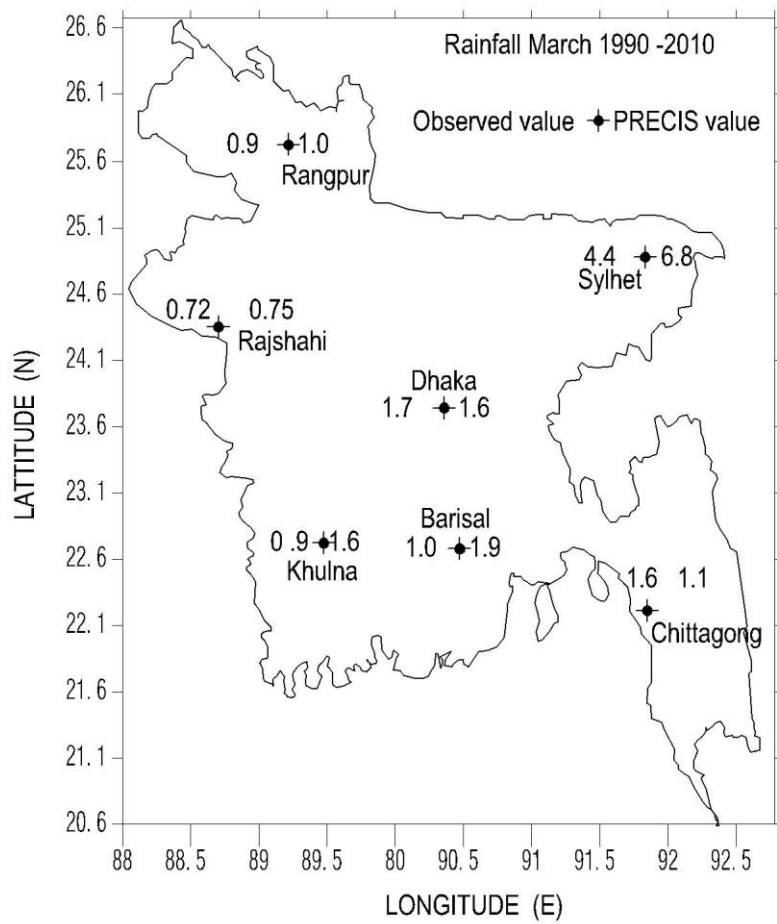 26.6
Rainfall March 1990 -2010
26.1
Observed value PRECIS value
0.9 1.0
25.6
Rangpur
25.1
4.4 6.8
Sylhet
24.6
0.72 0.75
Rajshahi
24.1
Dhaka
1.7 1.6
23.6
23.1
Barisal
0 .9 1.6
1.0 1.9
22.6
Khulna
1.6 1.1
22.1
Chittagong
21.6
21.1
20.6
88 88.5 89 89.5 80 90.5 91 91.5 92 92.5
LONGITUDE (E)
LATTITUDE (N)